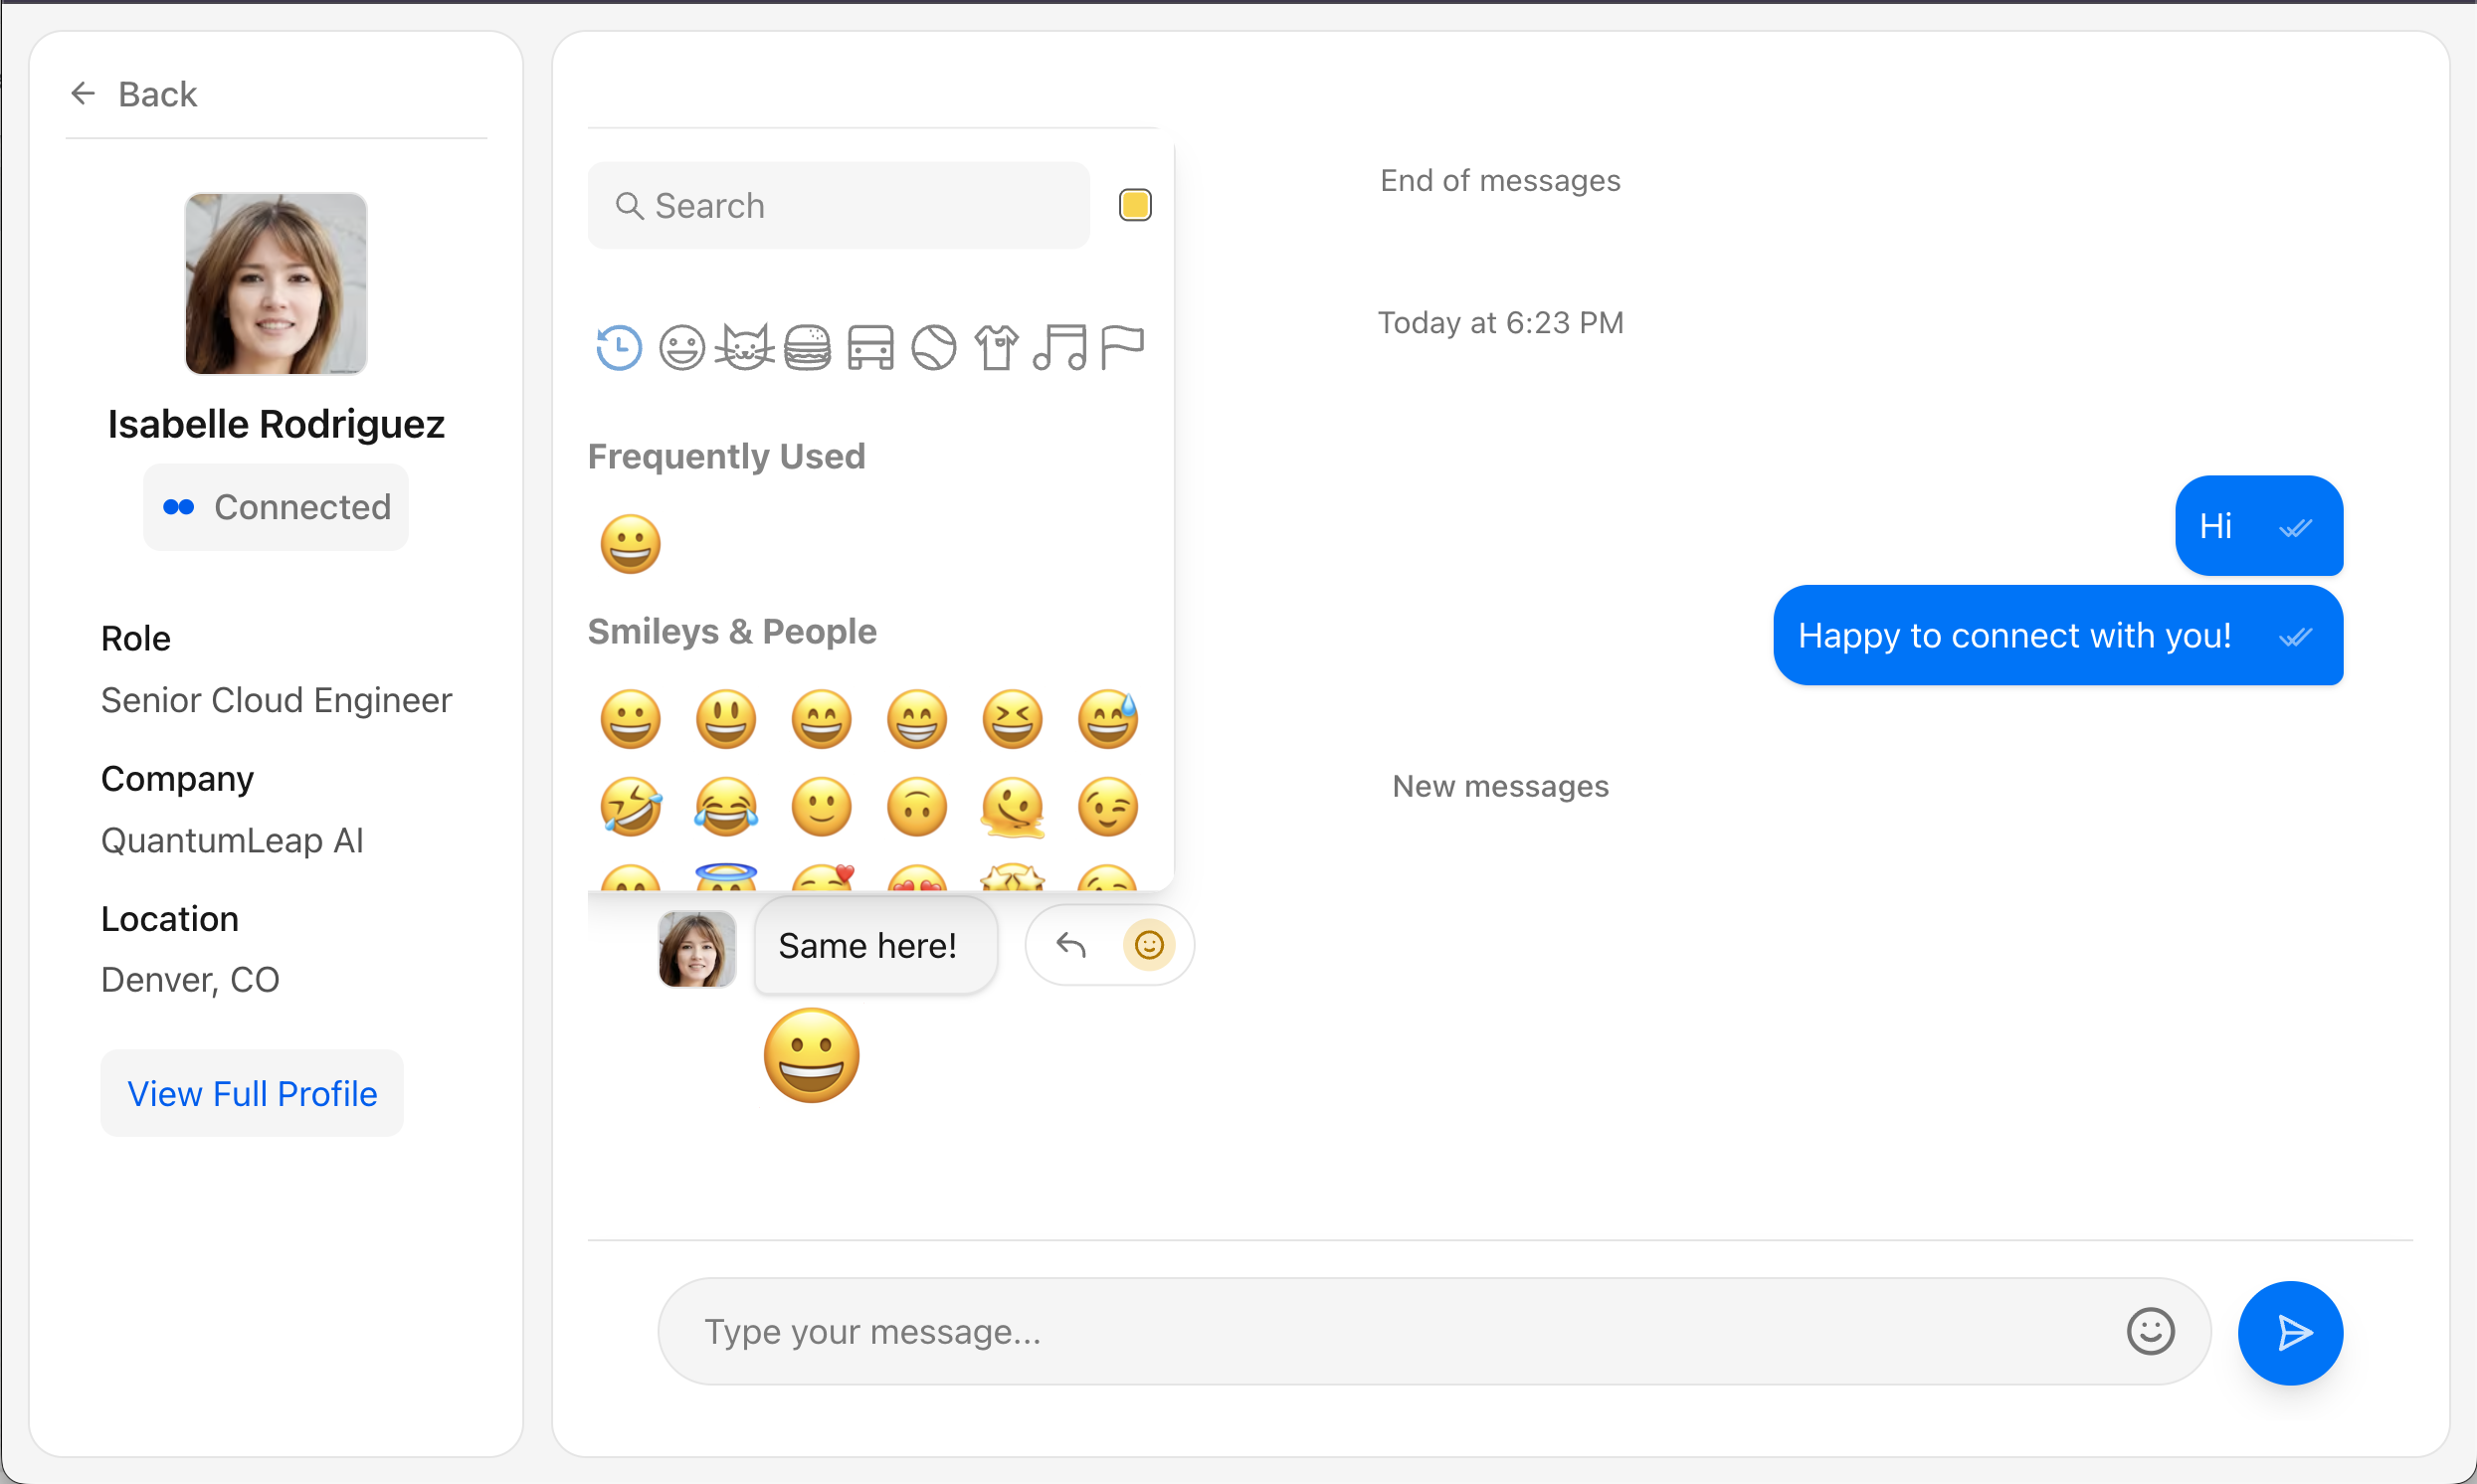 Back
Isabelle Rodriguez
Connected
Role
Senior Cloud Engineer
Company
QuantumLeap AI
Location
Denver, CO
View Full Profile
Search
Frequently Used
Smileys & People
End of messages
Today at 6:23 PM
Hi
Happy to connect with you!
New messages
Same here!
Type your message...